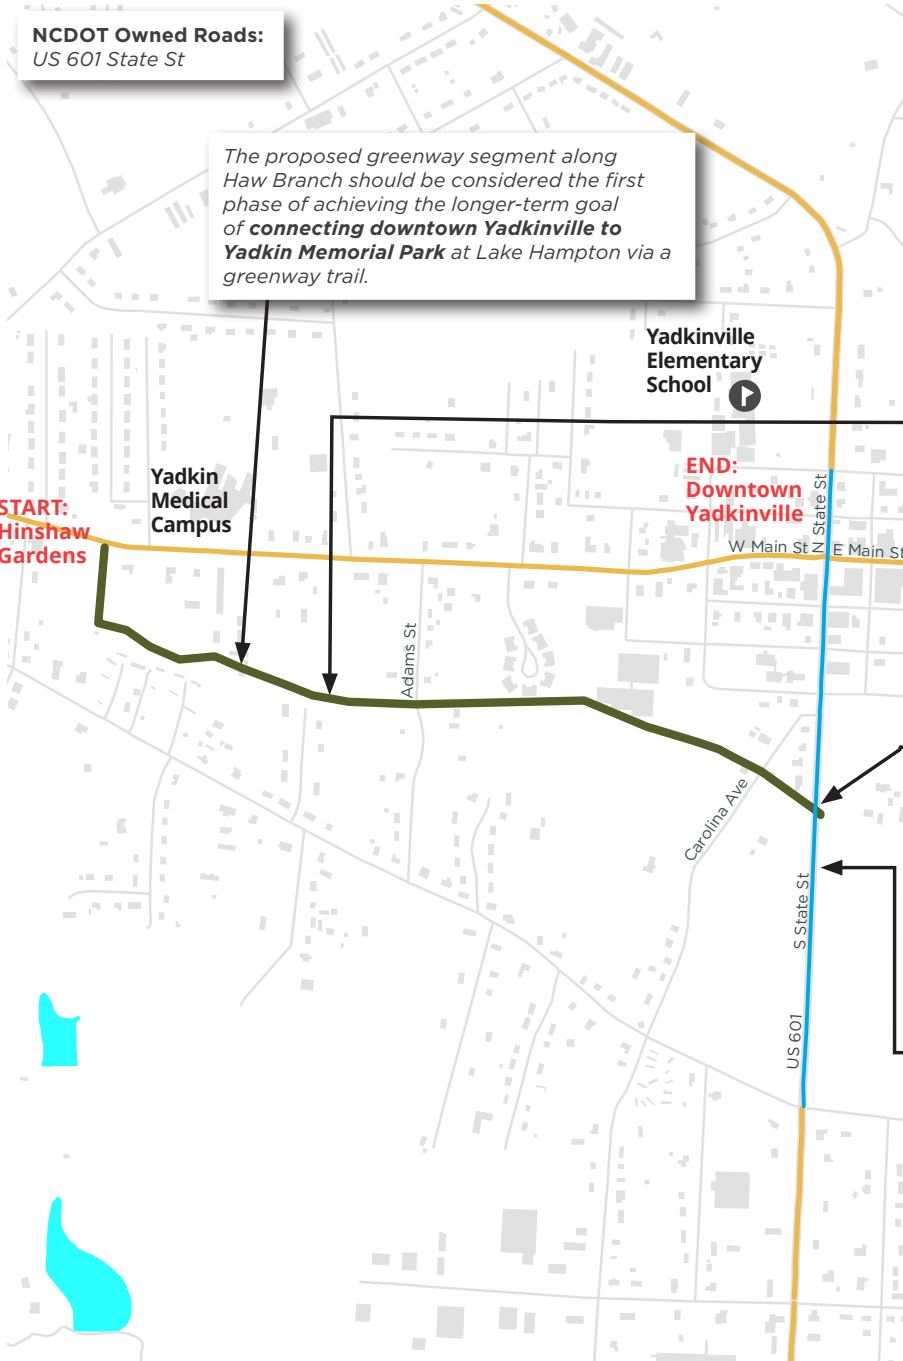 NCDOT Owned Roads:
US 601 State St
The proposed greenway segment along
Haw Branch should be considered the first
phase of achieving the longer-term goal
of connecting downtown Yadkinville to
Yadkin Memorial Park at Lake Hampton via a
greenway trail.
Yadkinville
Elementary
School
Yadkin
Medical
Campus
END:
Downtown
Yadkinville
START:
Hinshaw
Gardens
N State St
W Main St
E Main St
Adams St
Carolina Ave
S State St
US 601